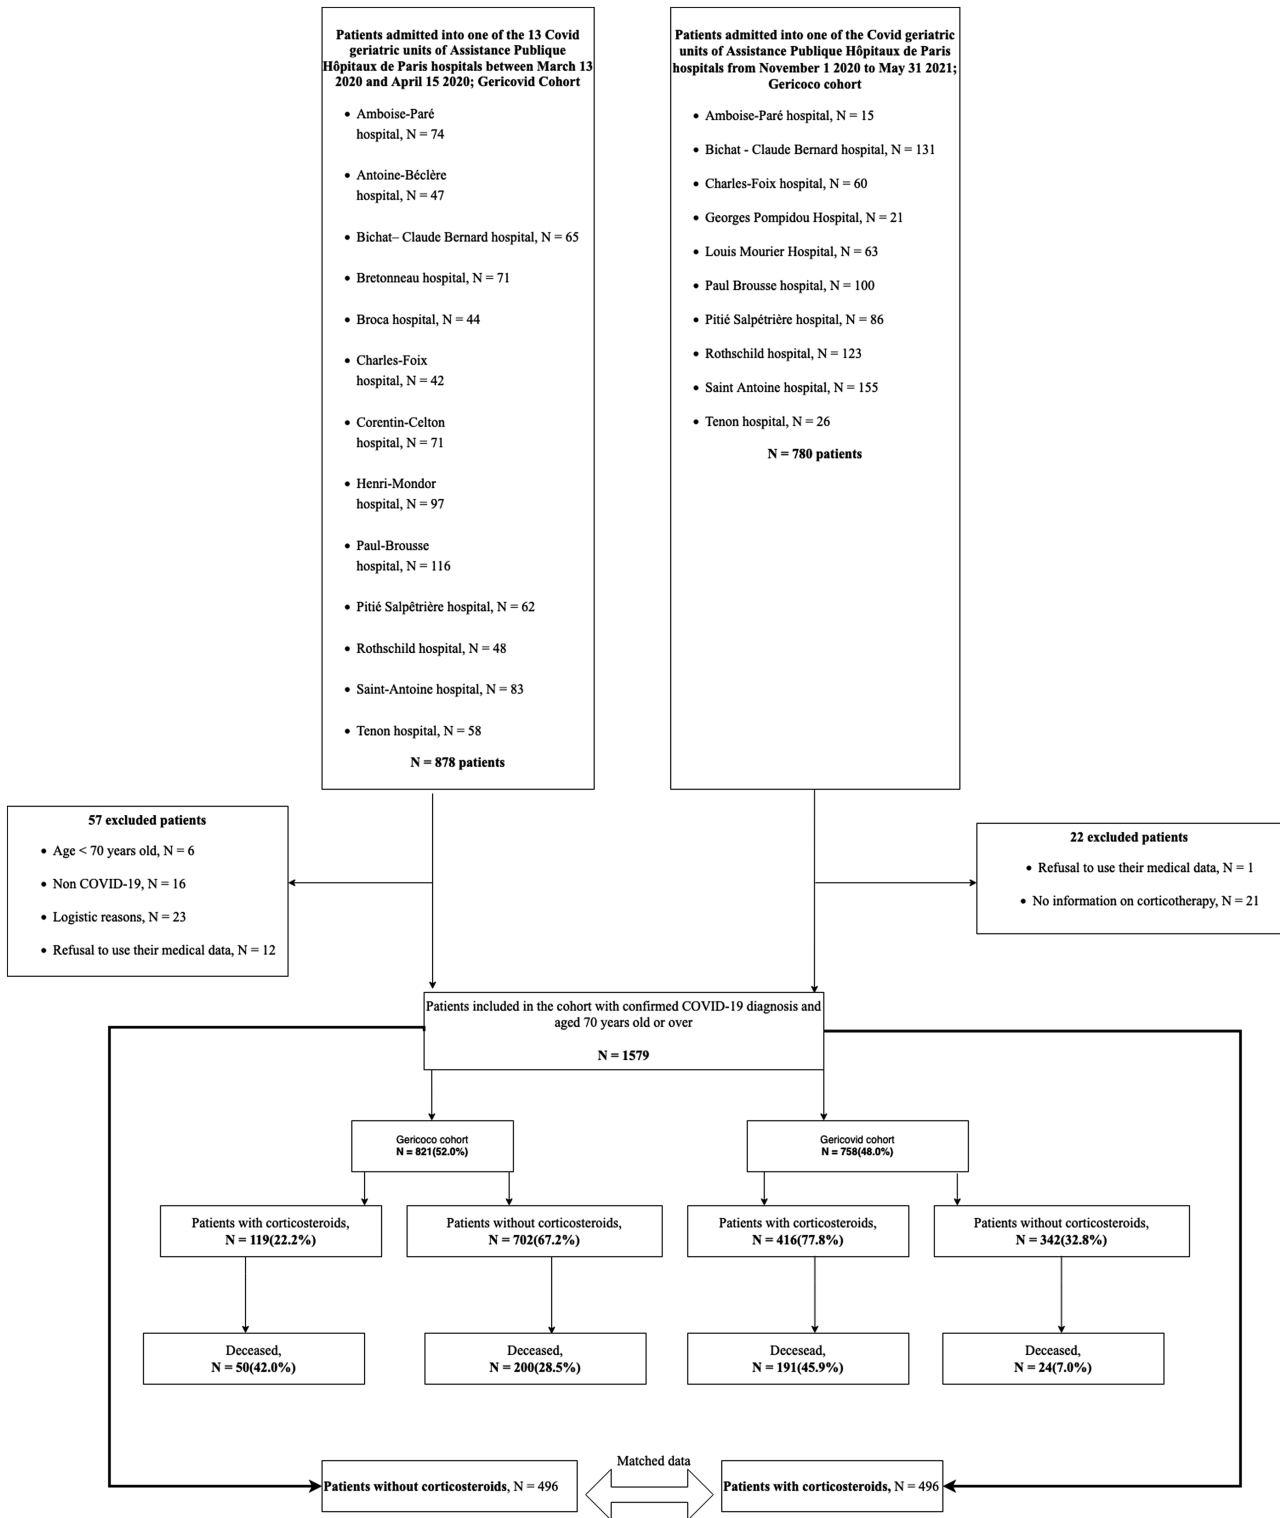 Patients admitted into one of the 13 Covid
geriatric units of Assistance Publique
Hôpitaux de Paris hospitals between March 13
2020 and April 15 2020; Gericovid Cohort
Amboise-Paré
hospital, N = 74
Antoine-Béclère
hospital, N = 47
Bichat– Claude Bernard hospital, N = 65
Bretonneau hospital, N = 71
Broca hospital, N = 44
Charles-Foix
hospital, N = 42
Corentin-Celton
hospital, N = 71
Henri-Mondor
hospital, N = 97
Paul-Brousse
hospital, N = 116
Pitié Salpêtrière hospital, N = 62
Rothschild hospital, N = 48
Saint-Antoine hospital, N = 83
Tenon hospital, N = 58
N = 878 patients
Patients admitted into one of the Covid geriatric
units of Assistance Publique Hôpitaux de Paris
hospitals from November 1 2020 to May 31 2021;
Gericoco cohort
Amboise-Paré hospital, N = 15
Bichat - Claude Bernard hospital, N = 131
Charles-Foix hospital, N = 60
Georges Pompidou Hospital, N = 21
Louis Mourier Hospital, N = 63
Paul Brousse hospital, N = 100
Pitié Salpétrière hospital, N = 86
Rothschild hospital, N = 123
Saint Antoine hospital, N = 155
Tenon hospital, N = 26
N = 780 patients
57 excluded patients
Age < 70 years old, N = 6
Non COVID-19, N = 16
Logistic reasons, N = 23
Refusal to use their medical data, N = 12
22 excluded patients
Refusal to use their medical data, N = 1
No information on corticotherapy, N = 21
Patients included in the cohort with confirmed COVID-19 diagnosis and
aged 70 years old or over
N = 1579
Gericoco cohort
N = 821(52.0%)
Gericovid cohort
N = 758(48.0%)
Patients with corticosteroids,
N = 119(22.2%)
Patients without corticosteroids,
N = 702(67.2%)
Patients with corticosteroids,
N = 416(77.8%)
Patients without corticosteroids,
N = 342(32.8%)
Deceased,
N = 50(42.0%)
Deceased,
N = 200(28.5%)
Decesead,
N = 191(45.9%)
Deceased,
N = 24(7.0%)
Matched data
Patients without corticosteroids, N = 496
Patients with corticosteroids, N = 496